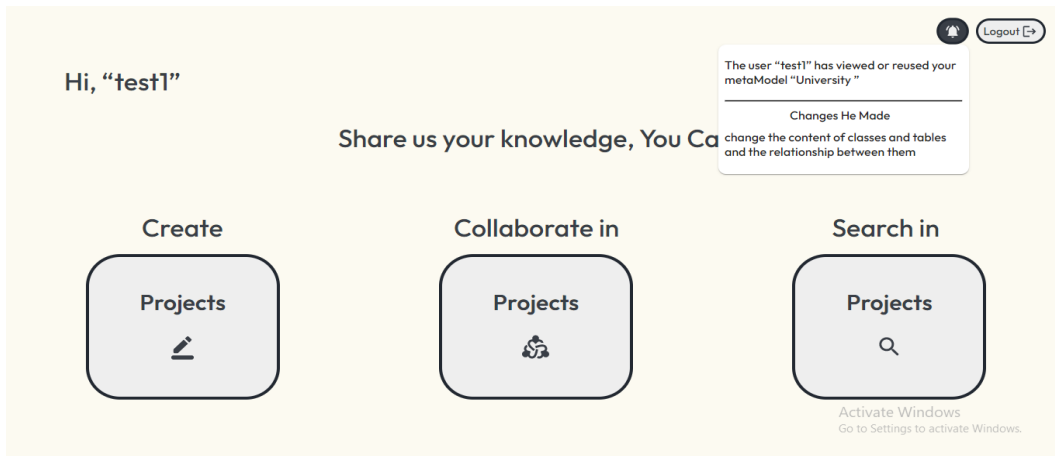 Logout
Hi, “test1”
The user “test1” has viewed or reused your
metaModel “University ”
Changes He Made
change the content of classes and tables
and the relationship between them
Share us your knowledge, You Ca
Create
Collaborate in
Search in
Projects
Projects
Projects
Activate Windows
Go to Settings to activate Windows.